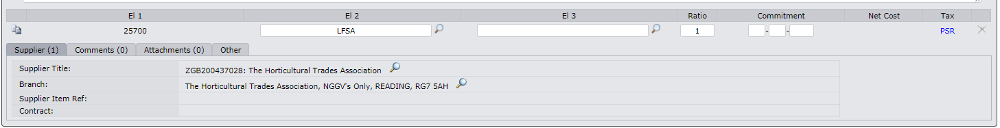 El 1 El 2 El 3 Ratio Commitment Net Cost Tax
25700 LFSA 1 - - PSR
Supplier (1) Comments (0) Attachments (0) Other
Supplier Title: ZGB200437028: The Horticultural Trades Association
Branch: The Horticultural Trades Association, NGGV's Only, READING, RG7 5AH
Supplier Item Ref:
Contract: